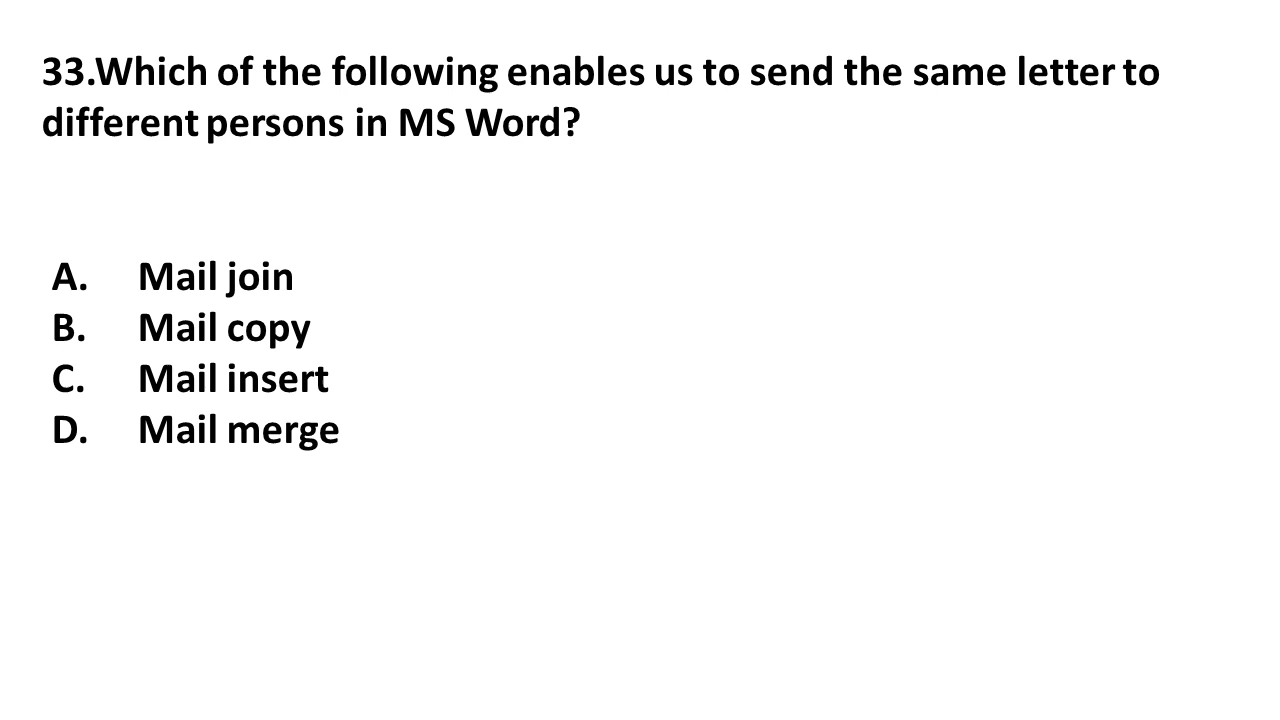 33.Which of the following enables us to send the same letter to
different persons in MS Word?
A. Mail join
B. Mail copy
C. Mail insert
D. Mail merge